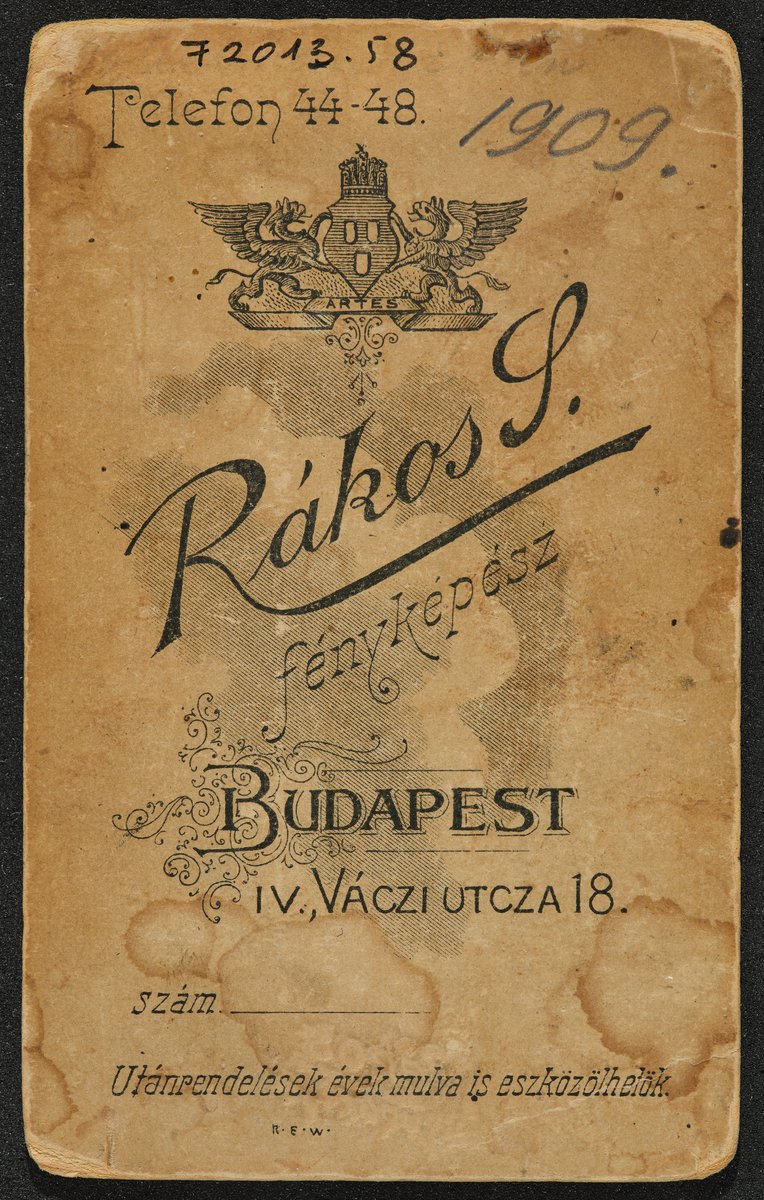 72013.58
Telefon 44-48.
1909.
ARTES
Rákos S.
fényképész
BUDAPEST
IV., VÁCZI UTCZA 18.
szám
Utánrendelések évek mulva is eszközölhetők.
R.E.W.